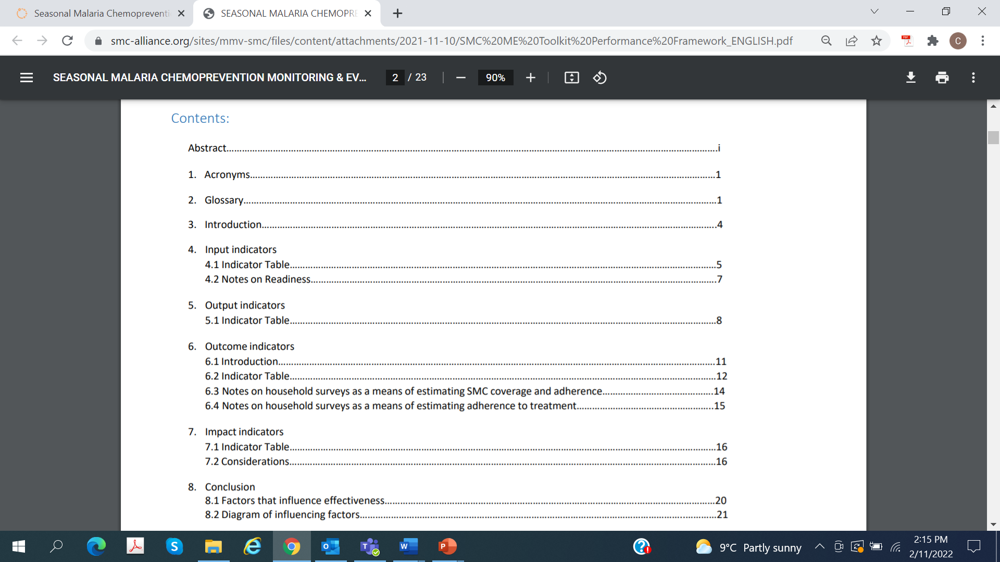 Seasonal Malaria Chemopreventi
SEASONAL MALARIA CHEMOPRE
smc-alliance.org/sites/mmv-smc/files/content/attachments/2021-11-10/SMC%20ME%20Toolkit%20Performance%20Framework_ENGLISH.pdf
C
SEASONAL MALARIA CHEMOPREVENTION MONITORING & EV...
2 / 23
90%
Contents:
Abstract.....i
1. Acronyms.....1
2. Glossary.....1
3. Introduction.....4
4. Input indicators
4.1 Indicator Table.....5
4.2 Notes on Readiness.....7
5. Output indicators
5.1 Indicator Table.....8
6. Outcome indicators
6.1 Introduction.....11
6.2 Indicator Table.....12
6.3 Notes on household surveys as a means of estimating SMC coverage and adherence.....14
6.4 Notes on household surveys as a means of estimating adherence to treatment.....15
7. Impact indicators
7.1 Indicator Table.....16
7.2 Considerations.....16
8. Conclusion
8.1 Factors that influence effectiveness.....20
8.2 Diagram of influencing factors.....21
9°C Partly sunny
2:15 PM
2/11/2022